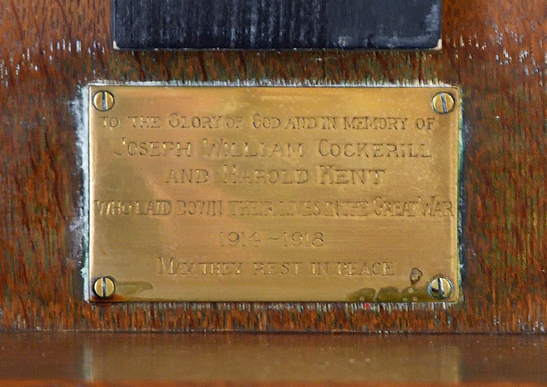 TO THE GLORY OF GOD AND IN MEMORY OF
JOSEPH WILLIAM COCKERILL
AND HAROLD KENT
WHO LAID DOWN THEIR LIVES IN THE GREAT WAR
1914-1918
MAY THEY REST IN PEACE